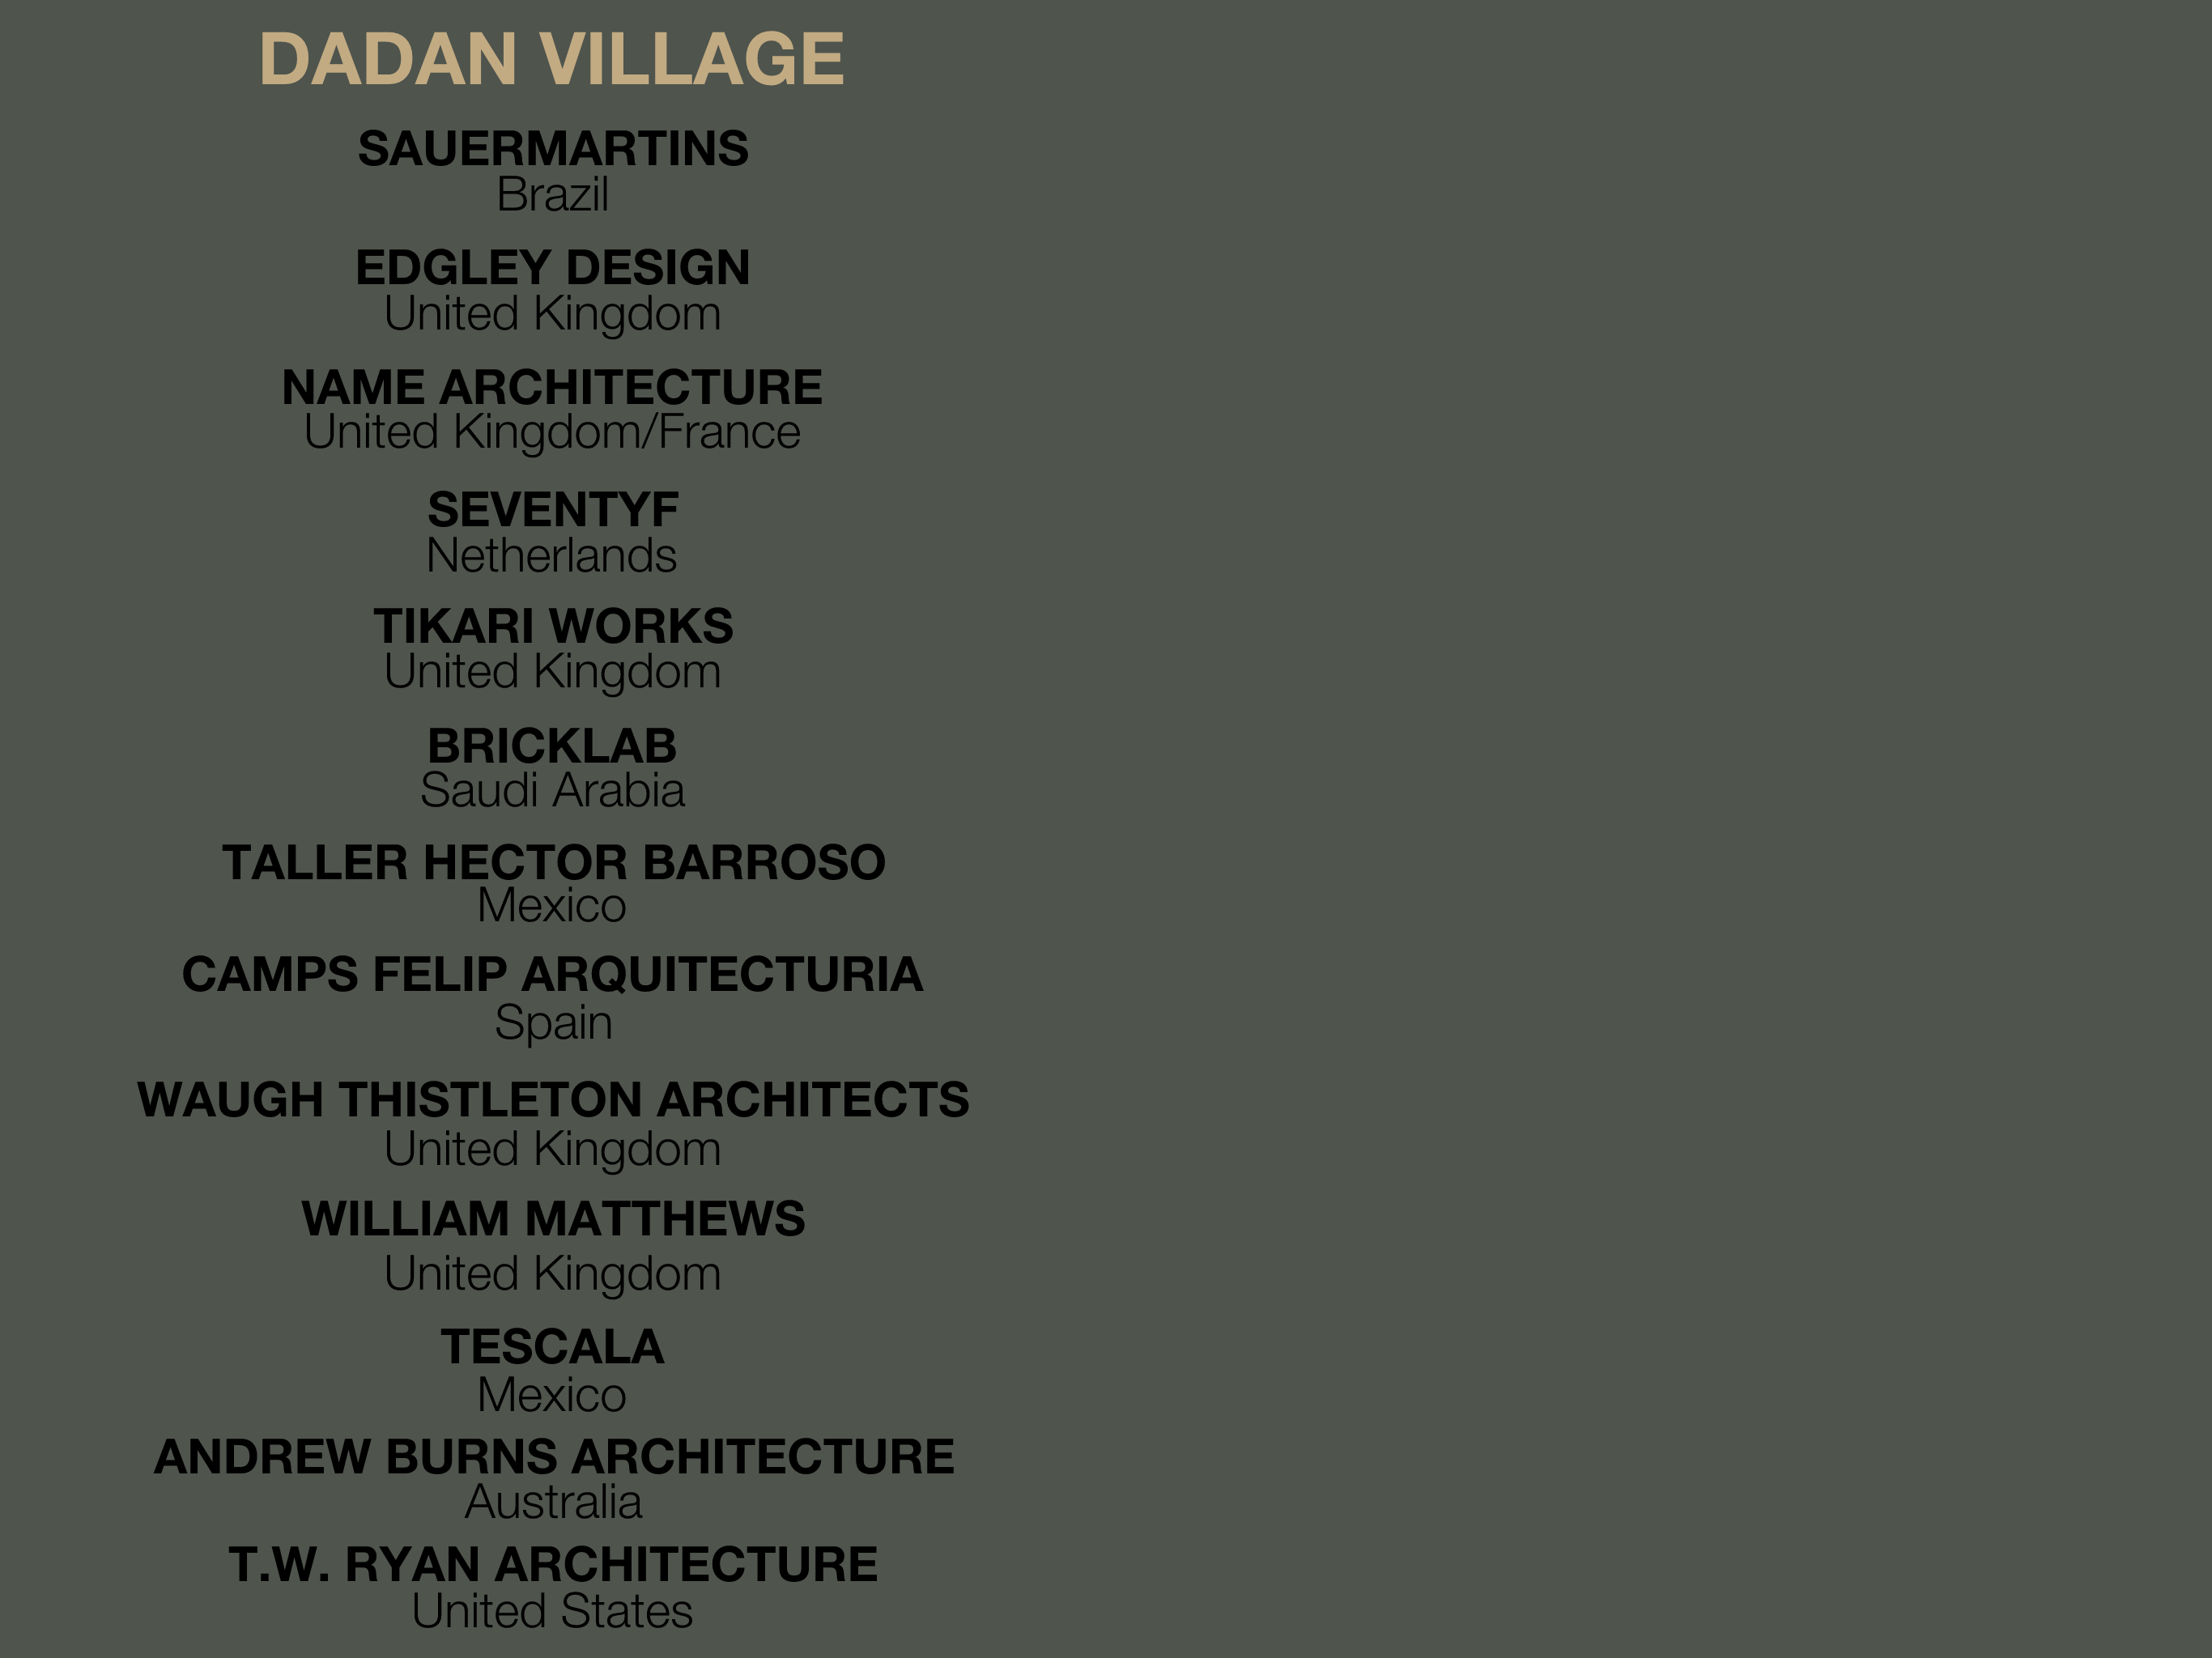 DADAN VILLAGE
SAUERMARTINS
Brazil
EDGLEY DESIGN
United Kingdom
NAME ARCHITECTURE
United Kingdom/France
SEVENTYF
Netherlands
TIKARI WORKS
United Kingdom
BRICKLAB
Saudi Arabia
TALLER HECTOR BARROSO
Mexico
CAMPS FELIP ARQUITECTURIA
Spain
WAUGH THISTLETON ARCHITECTS
United Kingdom
WILLIAM MATTHEWS
United Kingdom
TESCALA
Mexico
ANDREW BURNS ARCHITECTURE
Australia
T.W. RYAN ARCHITECTURE
United States